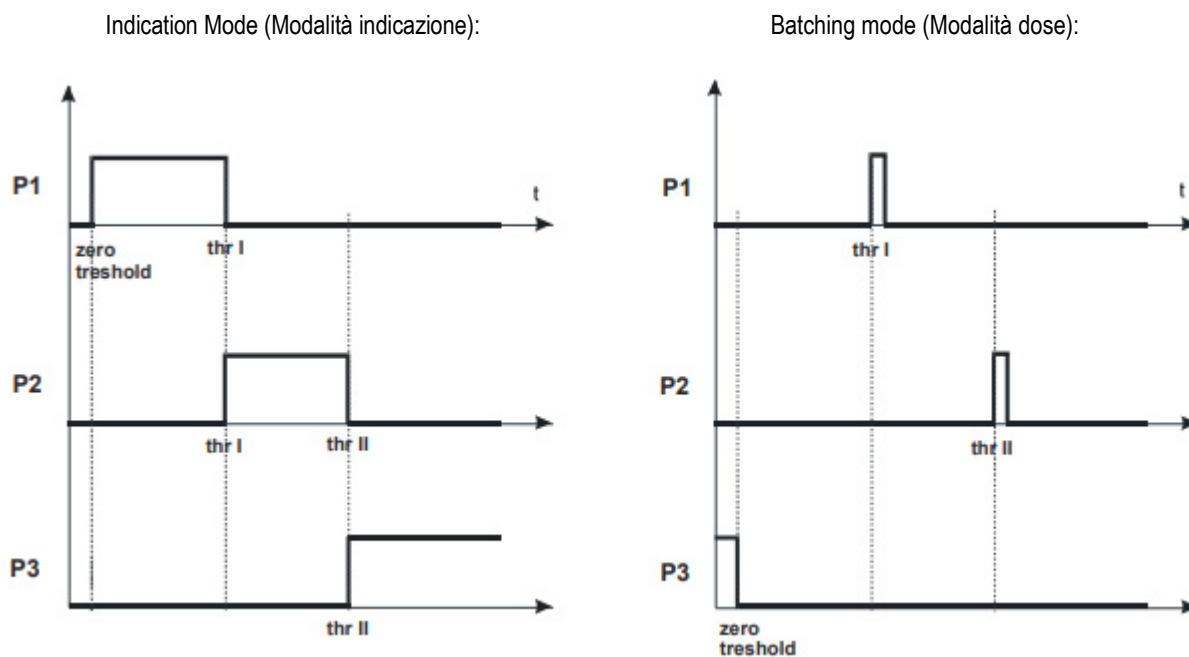 Indication Mode (Modalità indicazione):
P1
t
zero
treshold
thr I
P2
thr I
thr II
P3
thr II
Batching mode (Modalità dose):
P1
t
thr I
P2
thr II
P3
zero
treshold